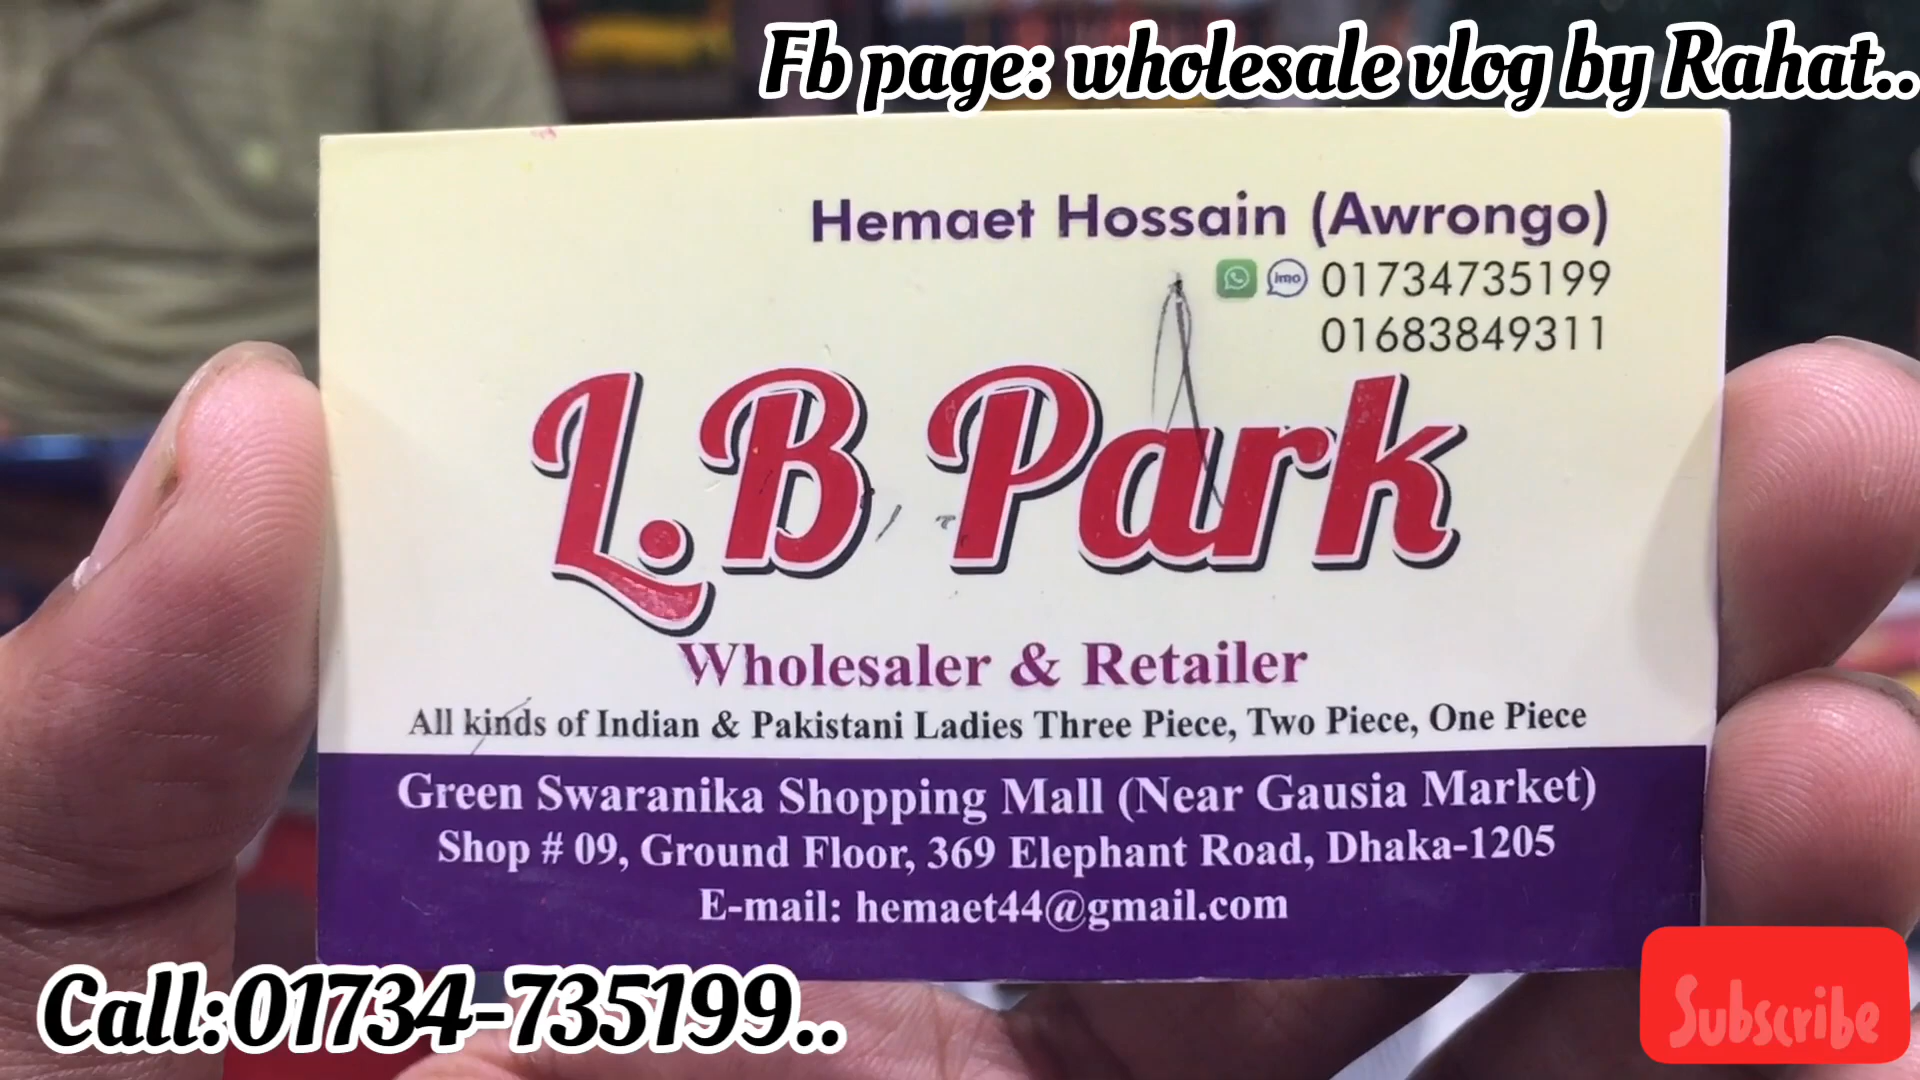 Fb page: wholesale vlog by Rahat..
Hemaet Hossain (Awrongo)
imo 01734735199
01683849311
L.B Park
Wholesaler & Retailer
All kinds of Indian & Pakistani Ladies Three Piece, Two Piece, One Piece
Green Swaranika Shopping Mall (Near Gausia Market)
Shop # 09, Ground Floor, 369 Elephant Road, Dhaka-1205
E-mail: hemaet44@gmail.com
Call:01734-735199..
Subscribe